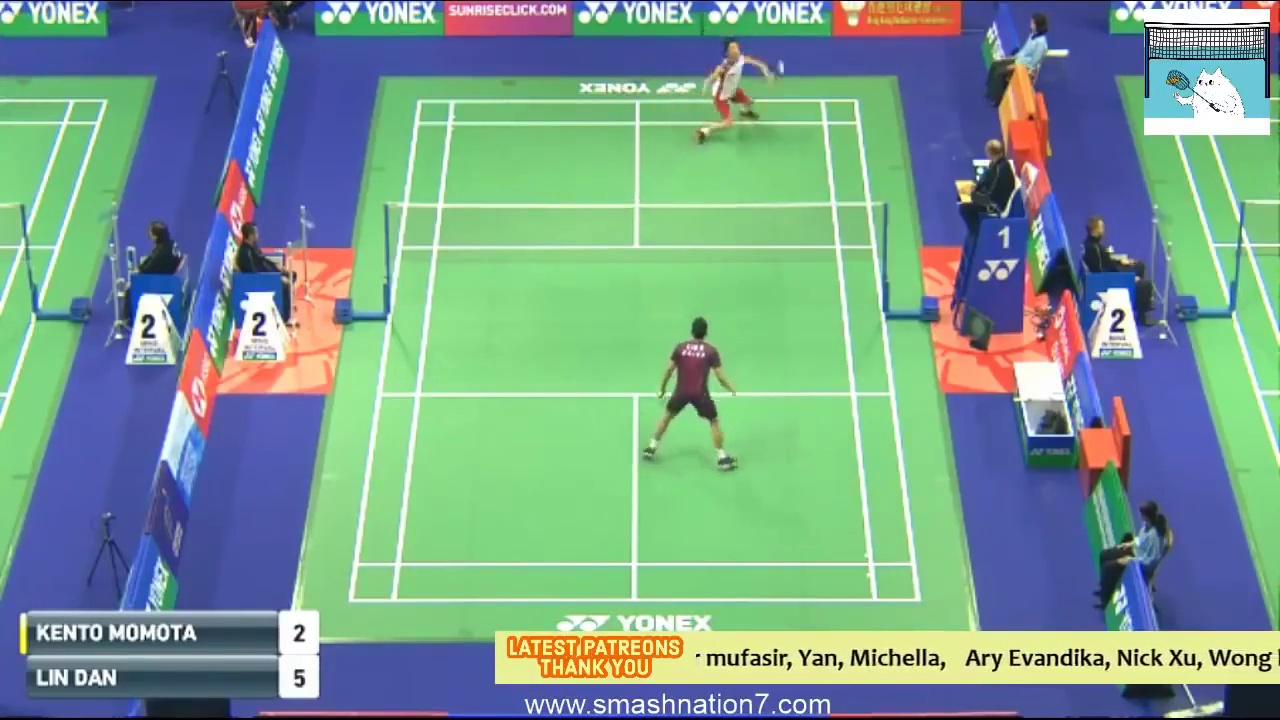 YONEX
SUNRISECLICK.COM
YONEX
YONEX
YONEX
YONEX
1
2
2
2
YONEX
KENTO MOMOTA 2
LIN DAN 5
LATEST PATREONS
THANK YOU
mufasir, Yan, Michella, Ary Evandika, Nick Xu, Wong
www.smashnation7.com